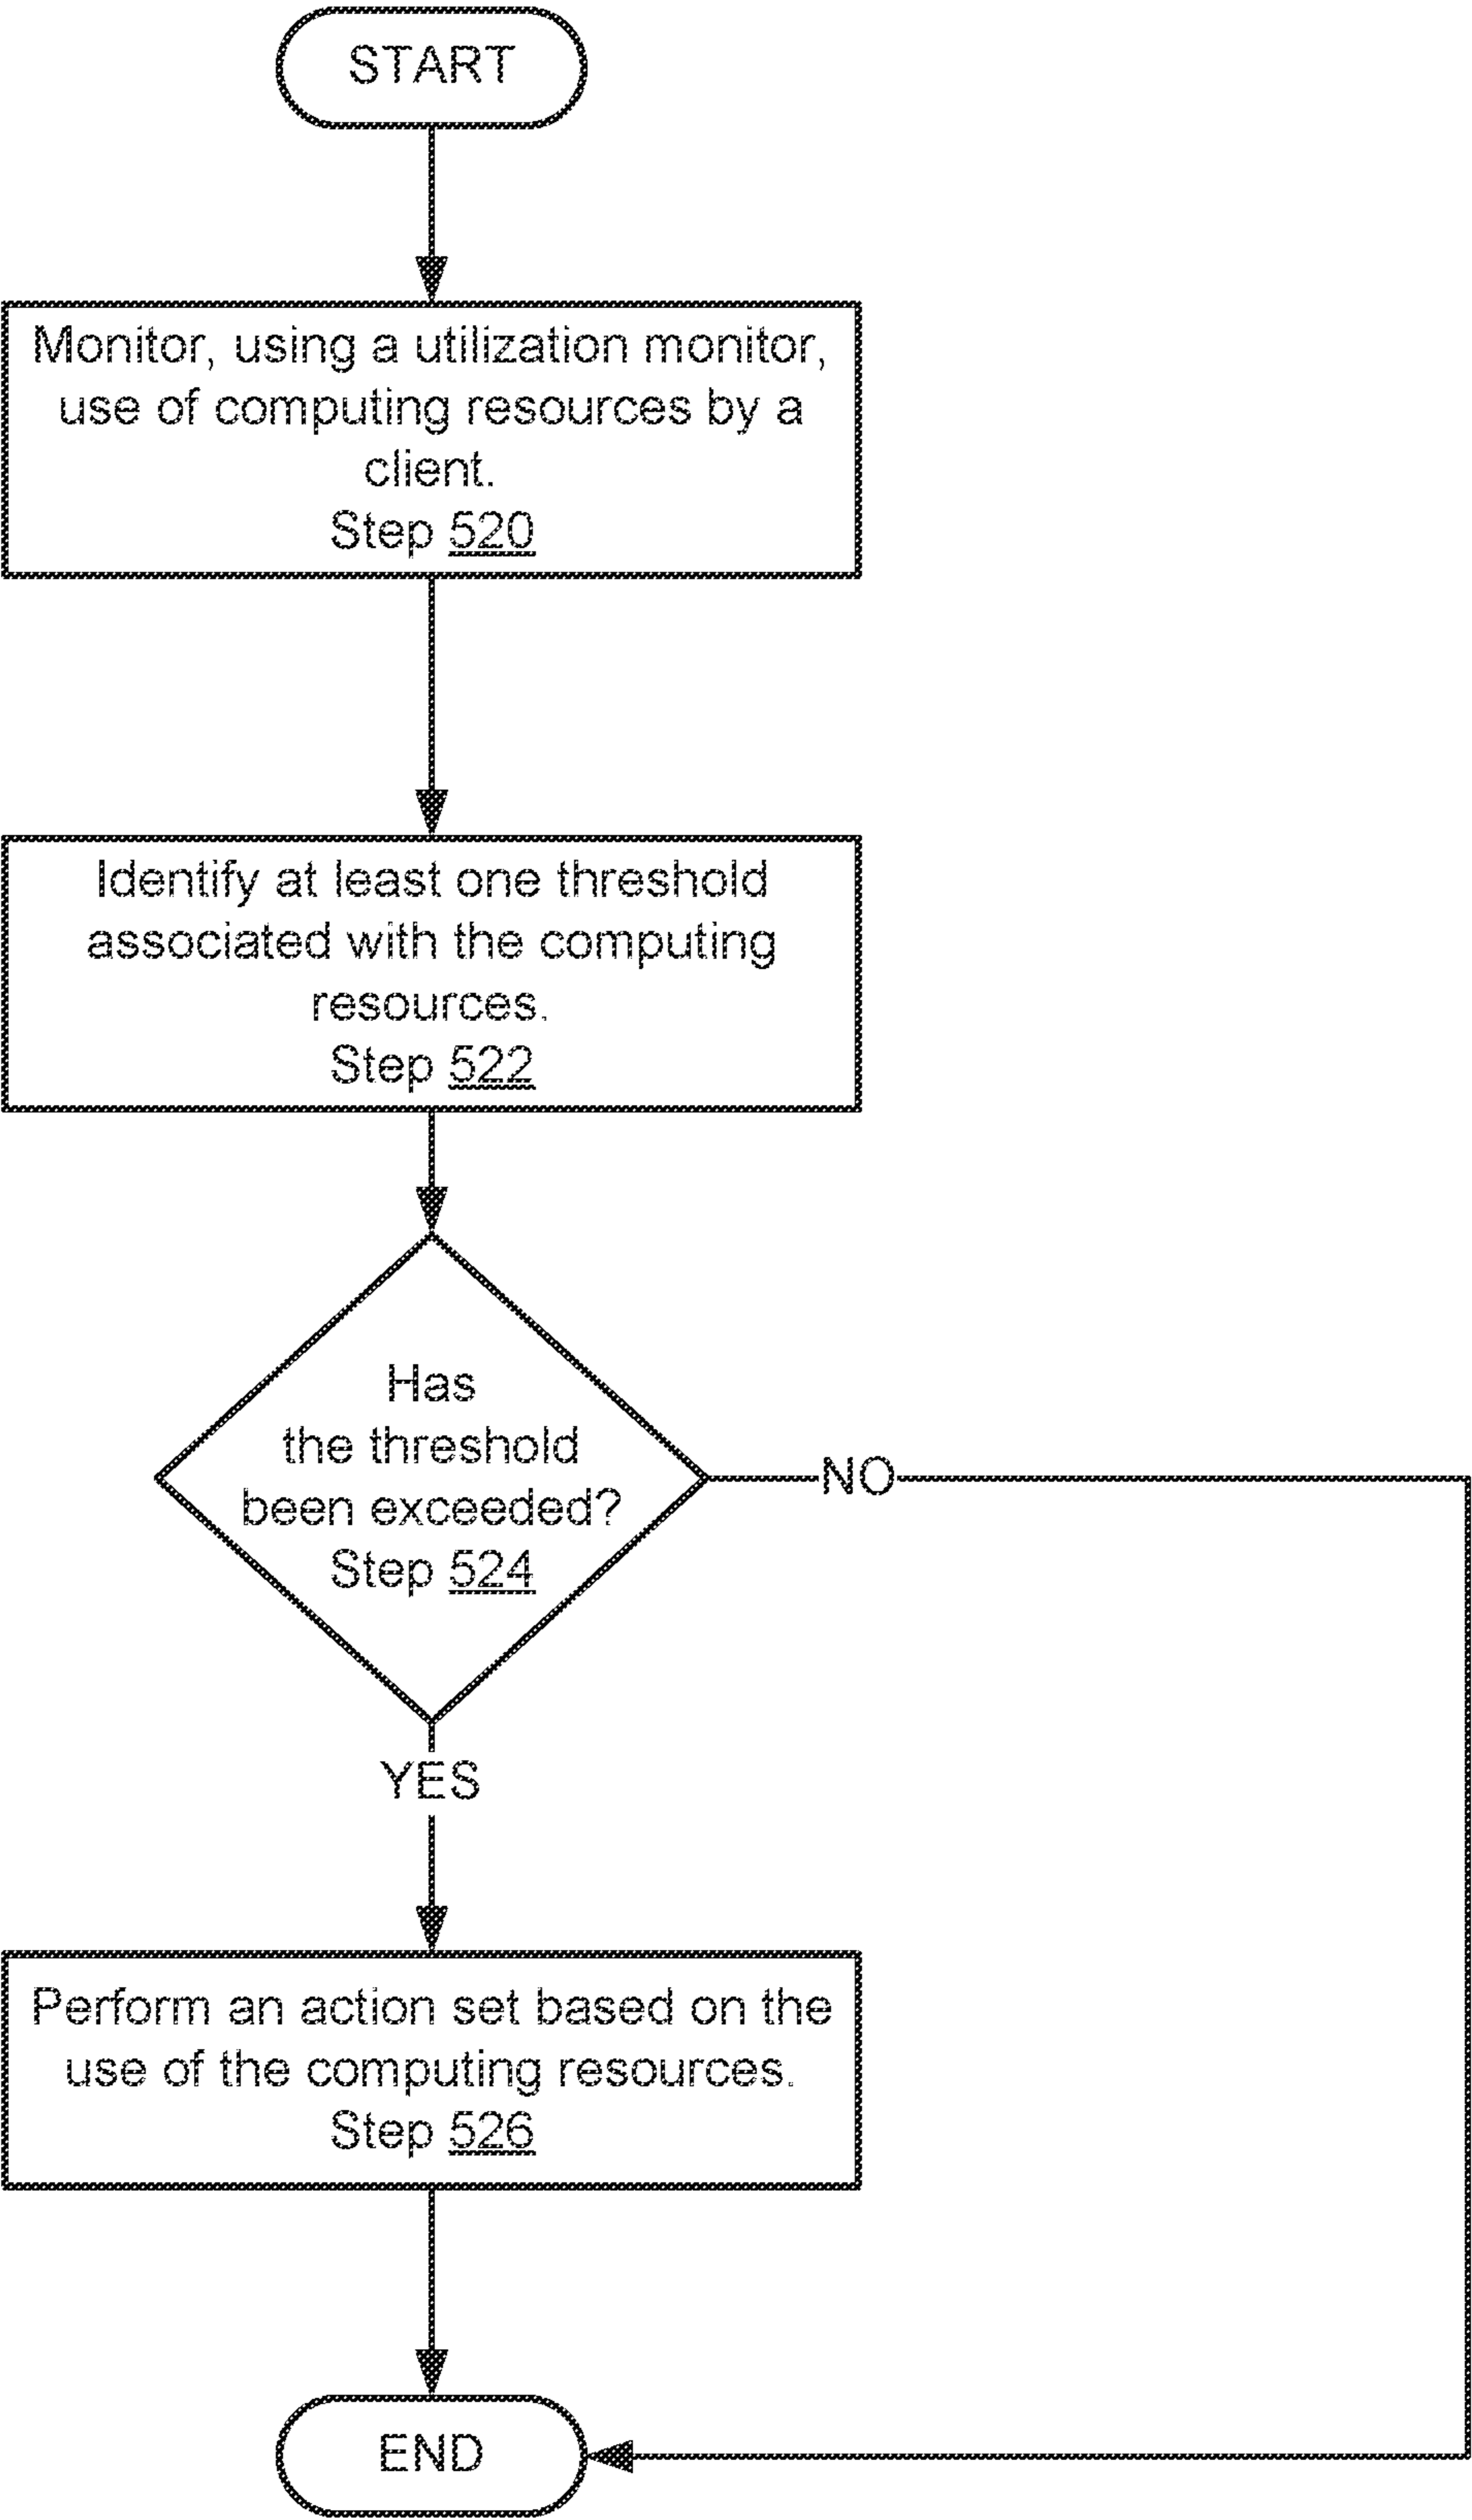 START
Monitor, using a utilization monitor,
use of computing resources by a
client.
Step 520
Identify at least one threshold
associated with the computing
resources.
Step 522
Has
the threshold
been exceeded?
Step 524
NO
YES
Perform an action set based on the
use of the computing resources.
Step 526
END